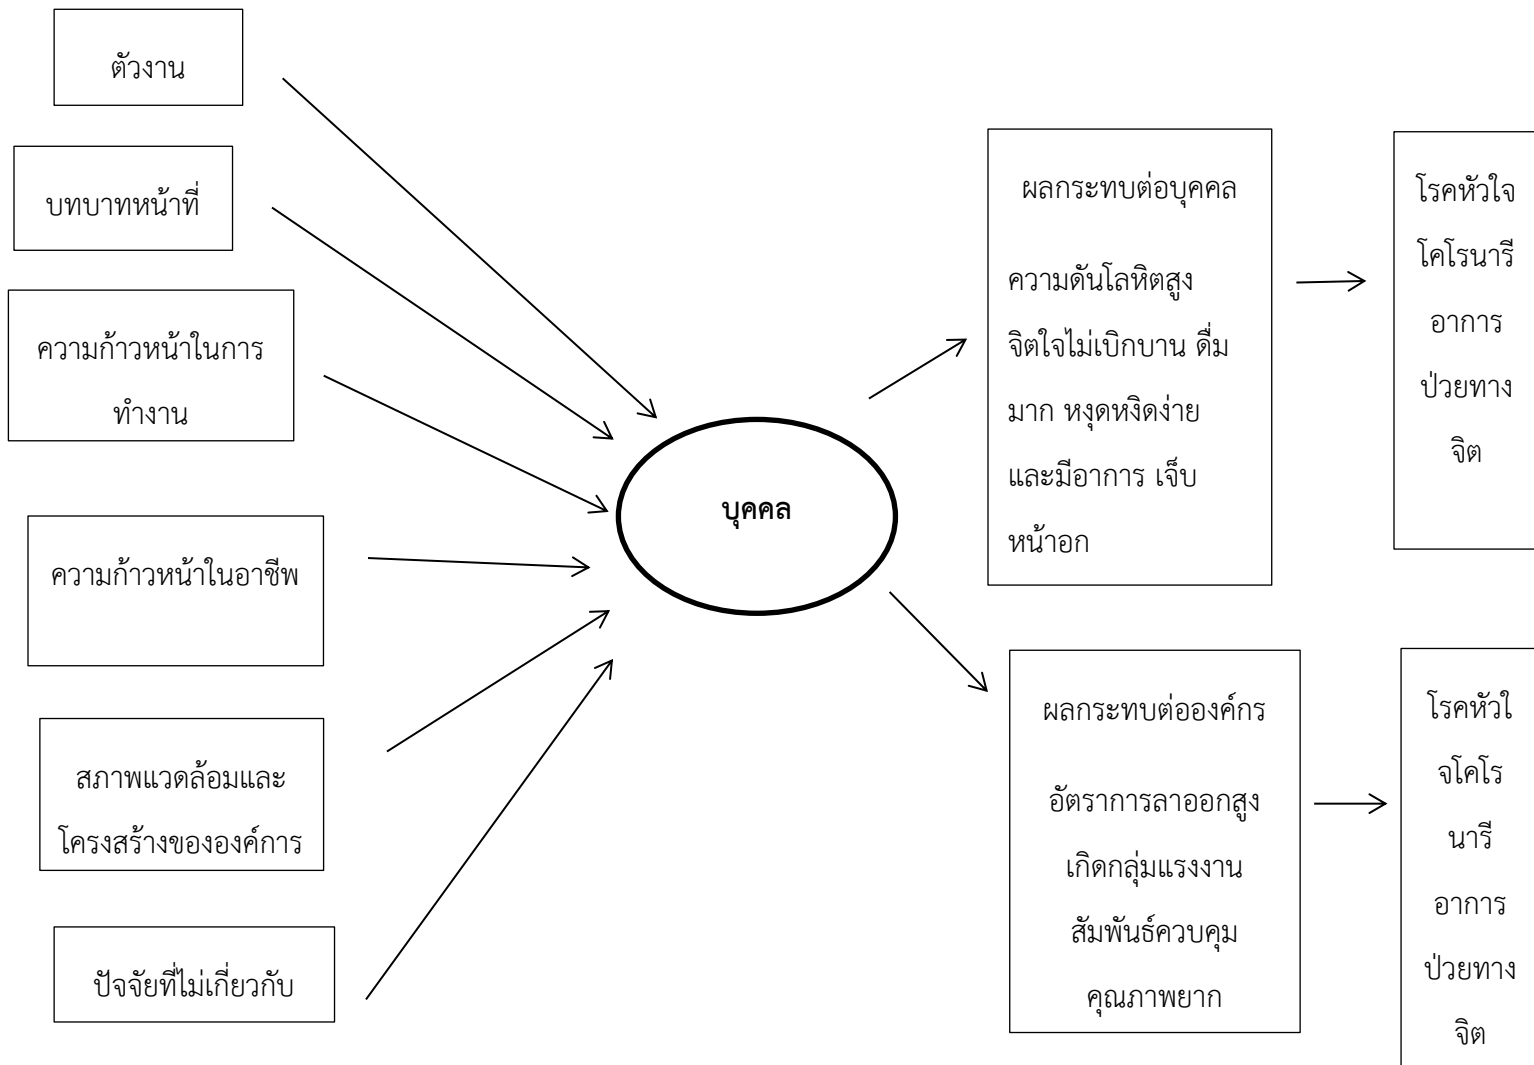 ตัวงาน
บทบาทหน้าที่
ความก้าวหน้าในการ
ทำงาน
ความก้าวหน้าในอาชีพ
สภาพแวดล้อมและ
โครงสร้างขององค์การ
ปัจจัยที่ไม่เกี่ยวกับ
บุคคล
ผลกระทบต่อบุคคล
ความดันโลหิตสูง
จิตใจไม่เบิกบาน ดื่ม
มาก หงุดหงิดง่าย
และมีอาการ เจ็บ
หน้าอก
โรคหัวใจ
โคโรนารี
อาการ
ป่วยทาง
จิต
ผลกระทบต่อองค์กร
อัตราการลาออกสูง
เกิดกลุ่มแรงงาน
สัมพันธ์ควบคุม
คุณภาพยาก
โรคหัวใ
จโคโร
นารี
อาการ
ป่วยทาง
จิต